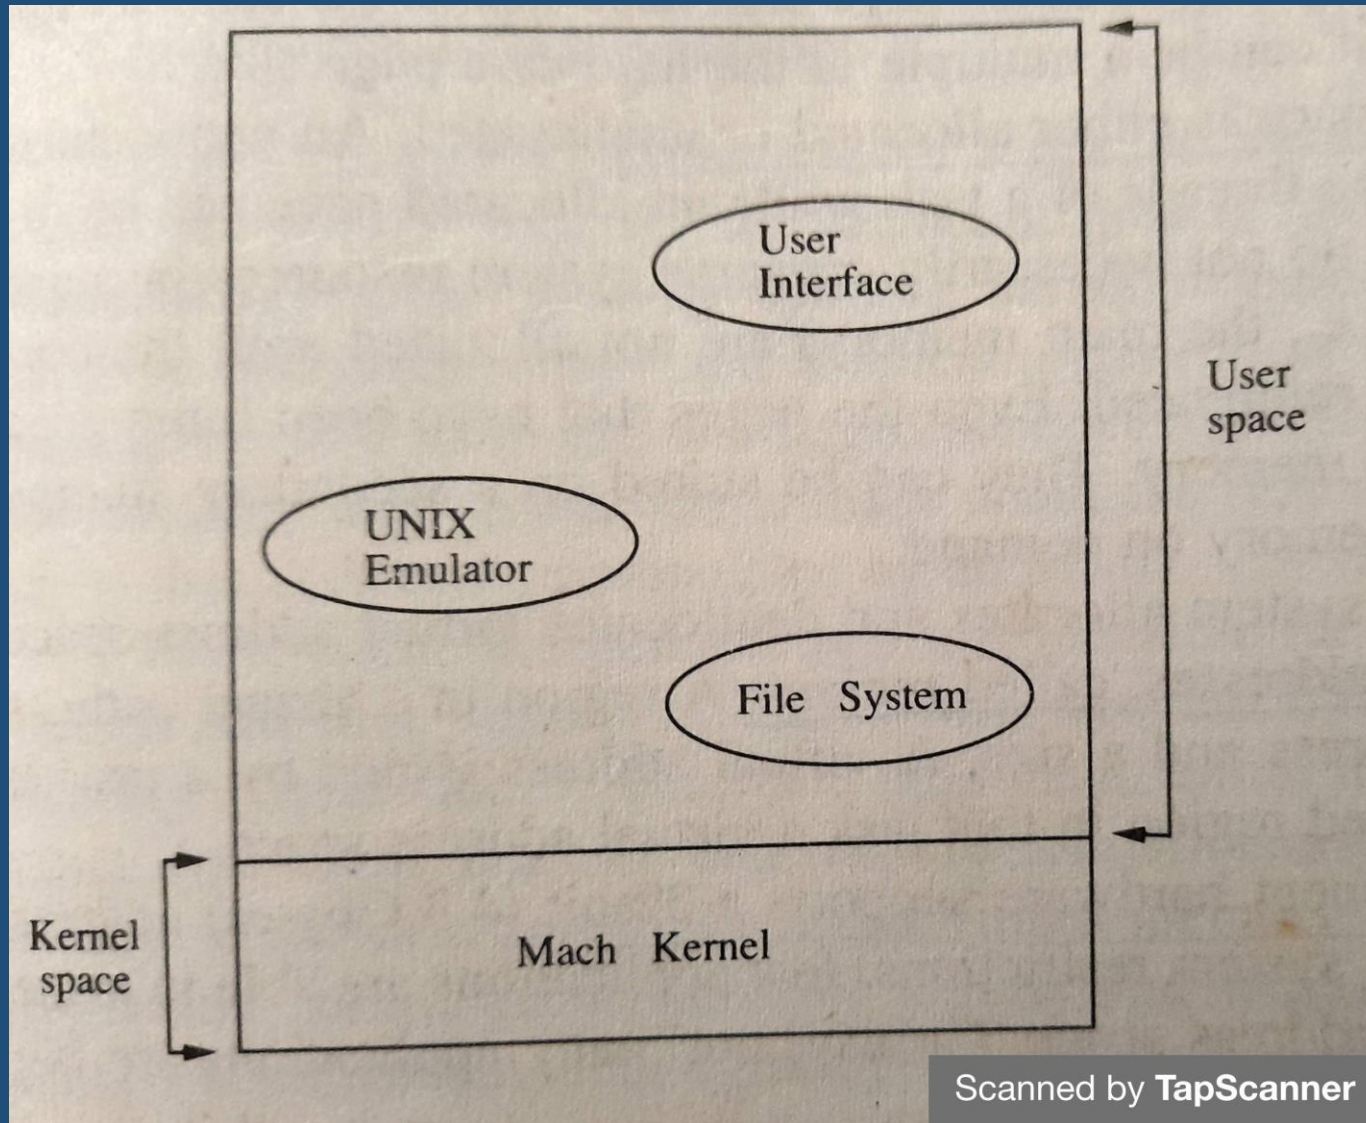 User
Interface
User
space
UNIX
Emulator
File System
Kernel
space
Mach Kernel
Scanned by TapScanner